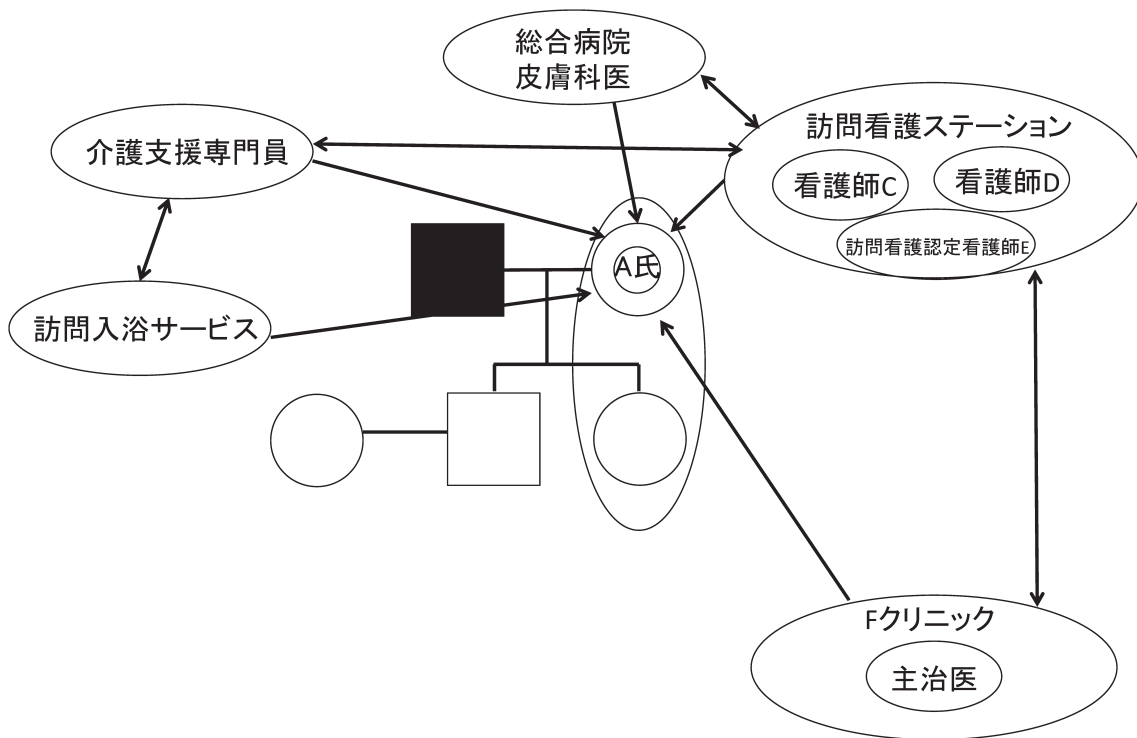 総合病院
皮膚科医
訪問看護ステーション
介護支援専門員
看護師C
看護師D
訪問看護認定看護師E
A氏
訪問入浴サービス
Fクリニック
主治医